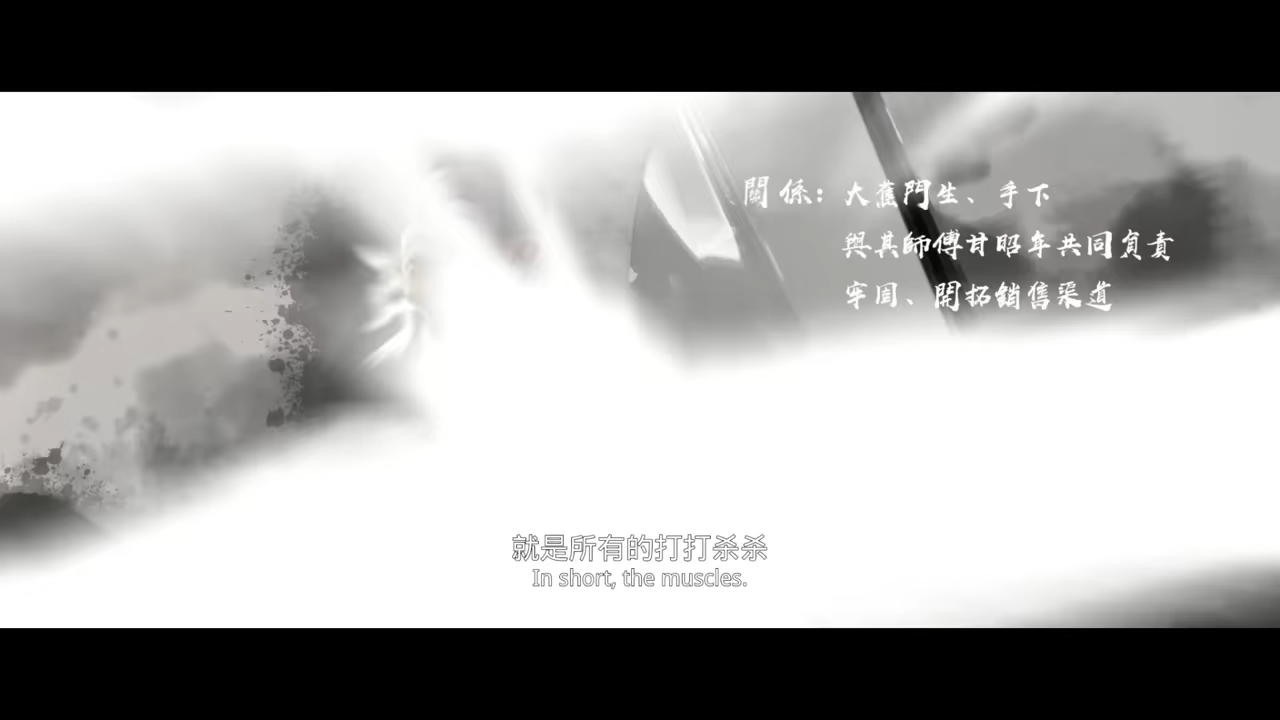 關係：大舊門生、手下
與其師傅甘昭年共同負責
牢固、開拓銷售渠道
就是所有的打打杀杀
In short, the muscles.